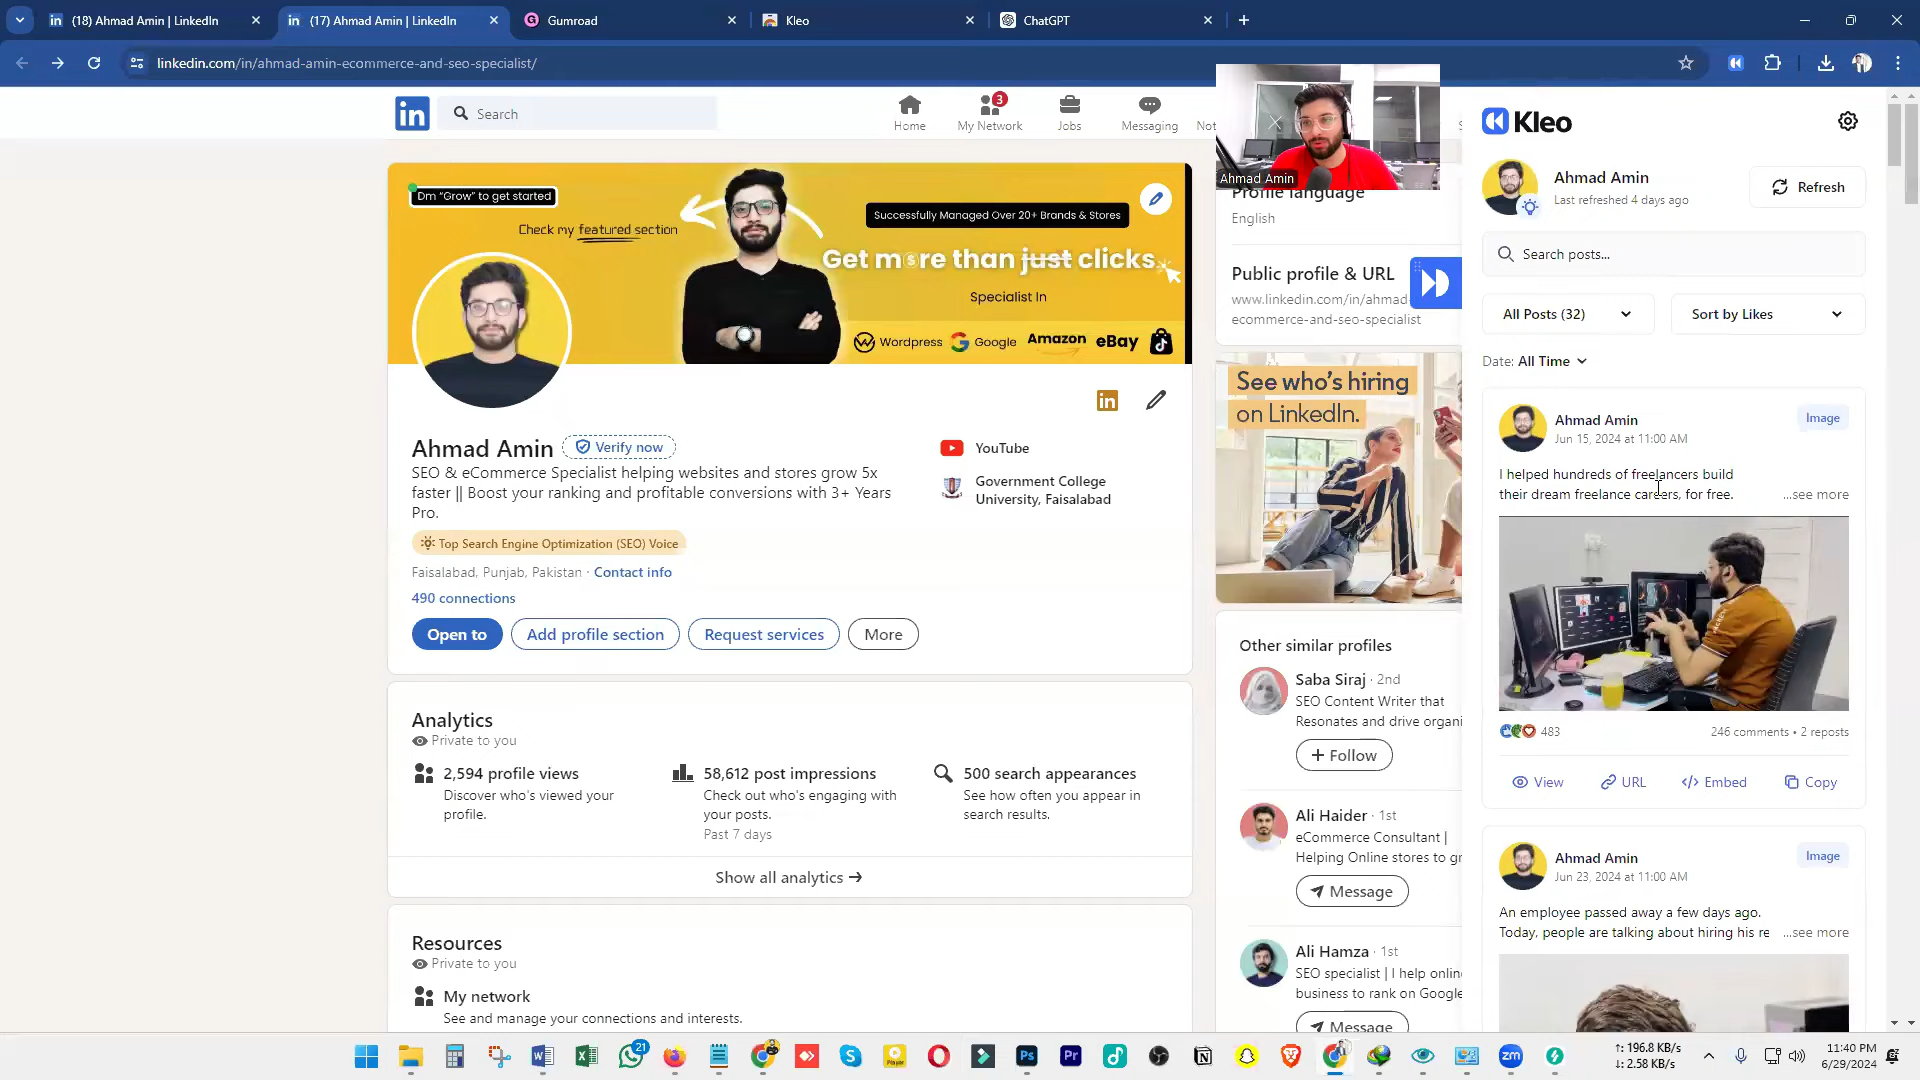 (18) Ahmad Amin | LinkedIn
(17) Ahmad Amin | LinkedIn
Gumroad
Kleo
ChatGPT
linkedin.com/in/ahmad-amin-ecommerce-and-seo-specialist/
in
Search
Home
3
My Network
Jobs
Messaging
Not
Ahmad Amin
Dm "Grow" to get started
Check my featured section
Successfully Managed Over 20+ Brands & Stores
Get more than just clicks
Specialist In
Wordpress
Google
Amazon
eBay
Ahmad Amin
Verify now
SEO & eCommerce Specialist helping websites and stores grow 5x
faster || Boost your ranking and profitable conversions with 3+ Years
Pro.
Top Search Engine Optimization (SEO) Voice
Faisalabad, Punjab, Pakistan · Contact info
490 connections
YouTube
Government College
University, Faisalabad
Open to
Add profile section
Request services
More
Analytics
Private to you
2,594 profile views
Discover who's viewed your
profile.
58,612 post impressions
Check out who's engaging with
your posts.
Past 7 days
500 search appearances
See how often you appear in
search results.
Show all analytics →
Resources
Private to you
My network
See and manage your connections and interests.
Profile language
English
Public profile & URL
www.linkedin.com/in/ahmad-
ecommerce-and-seo-specialist
See who's hiring
on LinkedIn.
Other similar profiles
Saba Siraj · 2nd
SEO Content Writer that
Resonates and drive organi
+ Follow
Ali Haider · 1st
eCommerce Consultant |
Helping Online stores to gr
Message
Ali Hamza · 1st
SEO specialist | I help onlin
business to rank on Google
Message
Kleo
Ahmad Amin
Last refreshed 4 days ago
Refresh
Search posts...
All Posts (32)
Sort by Likes
Date: All Time
Ahmad Amin
Jun 15, 2024 at 11:00 AM
Image
I helped hundreds of freelancers build
their dream freelance careers, for free.
...see more
483
246 comments • 2 reposts
View
URL
Embed
Copy
Ahmad Amin
Jun 23, 2024 at 11:00 AM
Image
An employee passed away a few days ago.
Today, people are talking about hiring his re
...see more
21
↑: 196.8 KB/s
↓: 2.58 KB/s
11:40 PM
6/29/2024